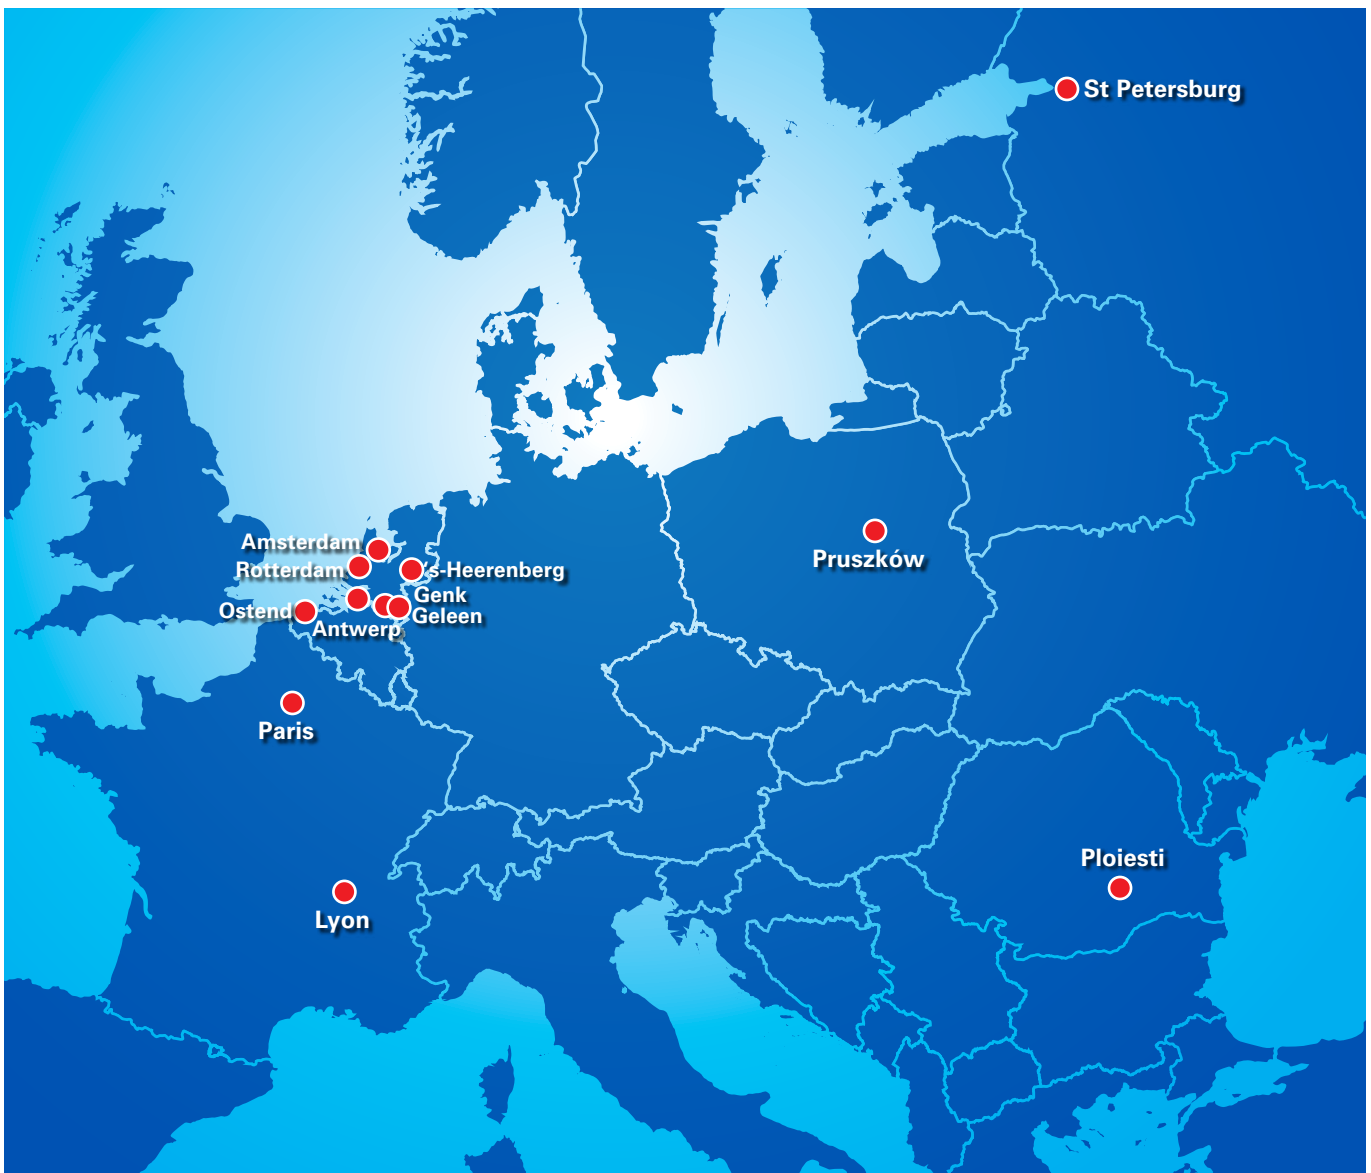 St Petersburg
Amsterdam
Rotterdam
's-Heerenberg
Pruszków
Genk
Ostend
Geleen
Antwerp
Paris
Ploiesti
Lyon